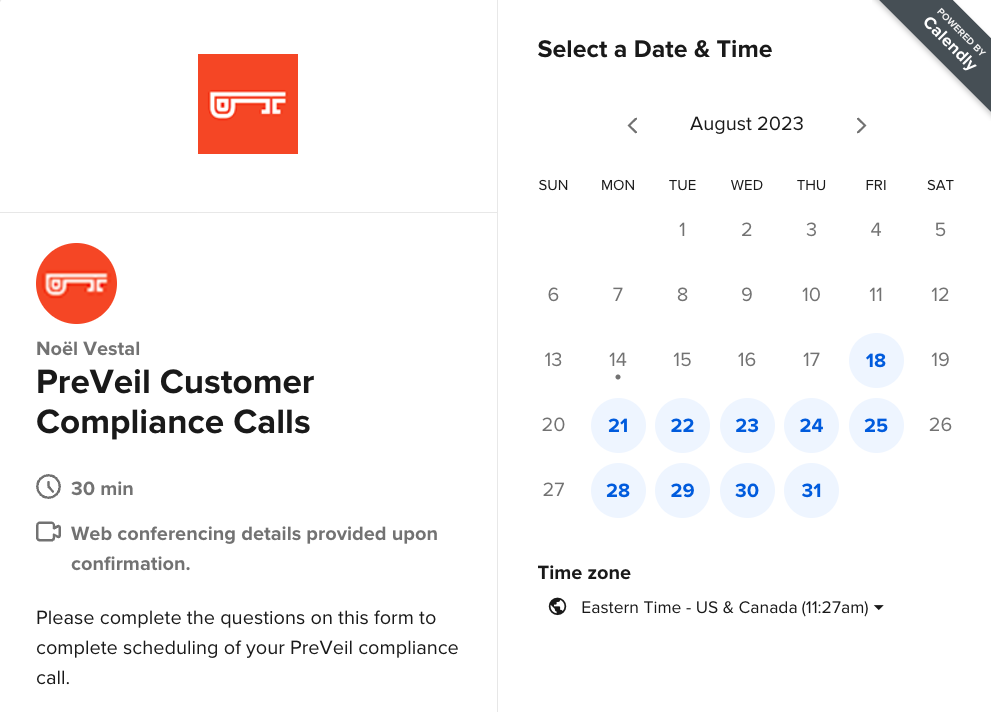 Noël Vestal
PreVeil Customer
Compliance Calls
30 min
Web conferencing details provided upon
confirmation.
Please complete the questions on this form to
complete scheduling of your PreVeil compliance
call.
POWERED BY
Calendly
Select a Date & Time
August 2023
SUN MON TUE WED THU FRI SAT
1 2 3 4 5
6 7 8 9 10 11 12
13 14 15 16 17 18 19
20 21 22 23 24 25 26
27 28 29 30 31
Time zone
Eastern Time - US & Canada (11:27am)